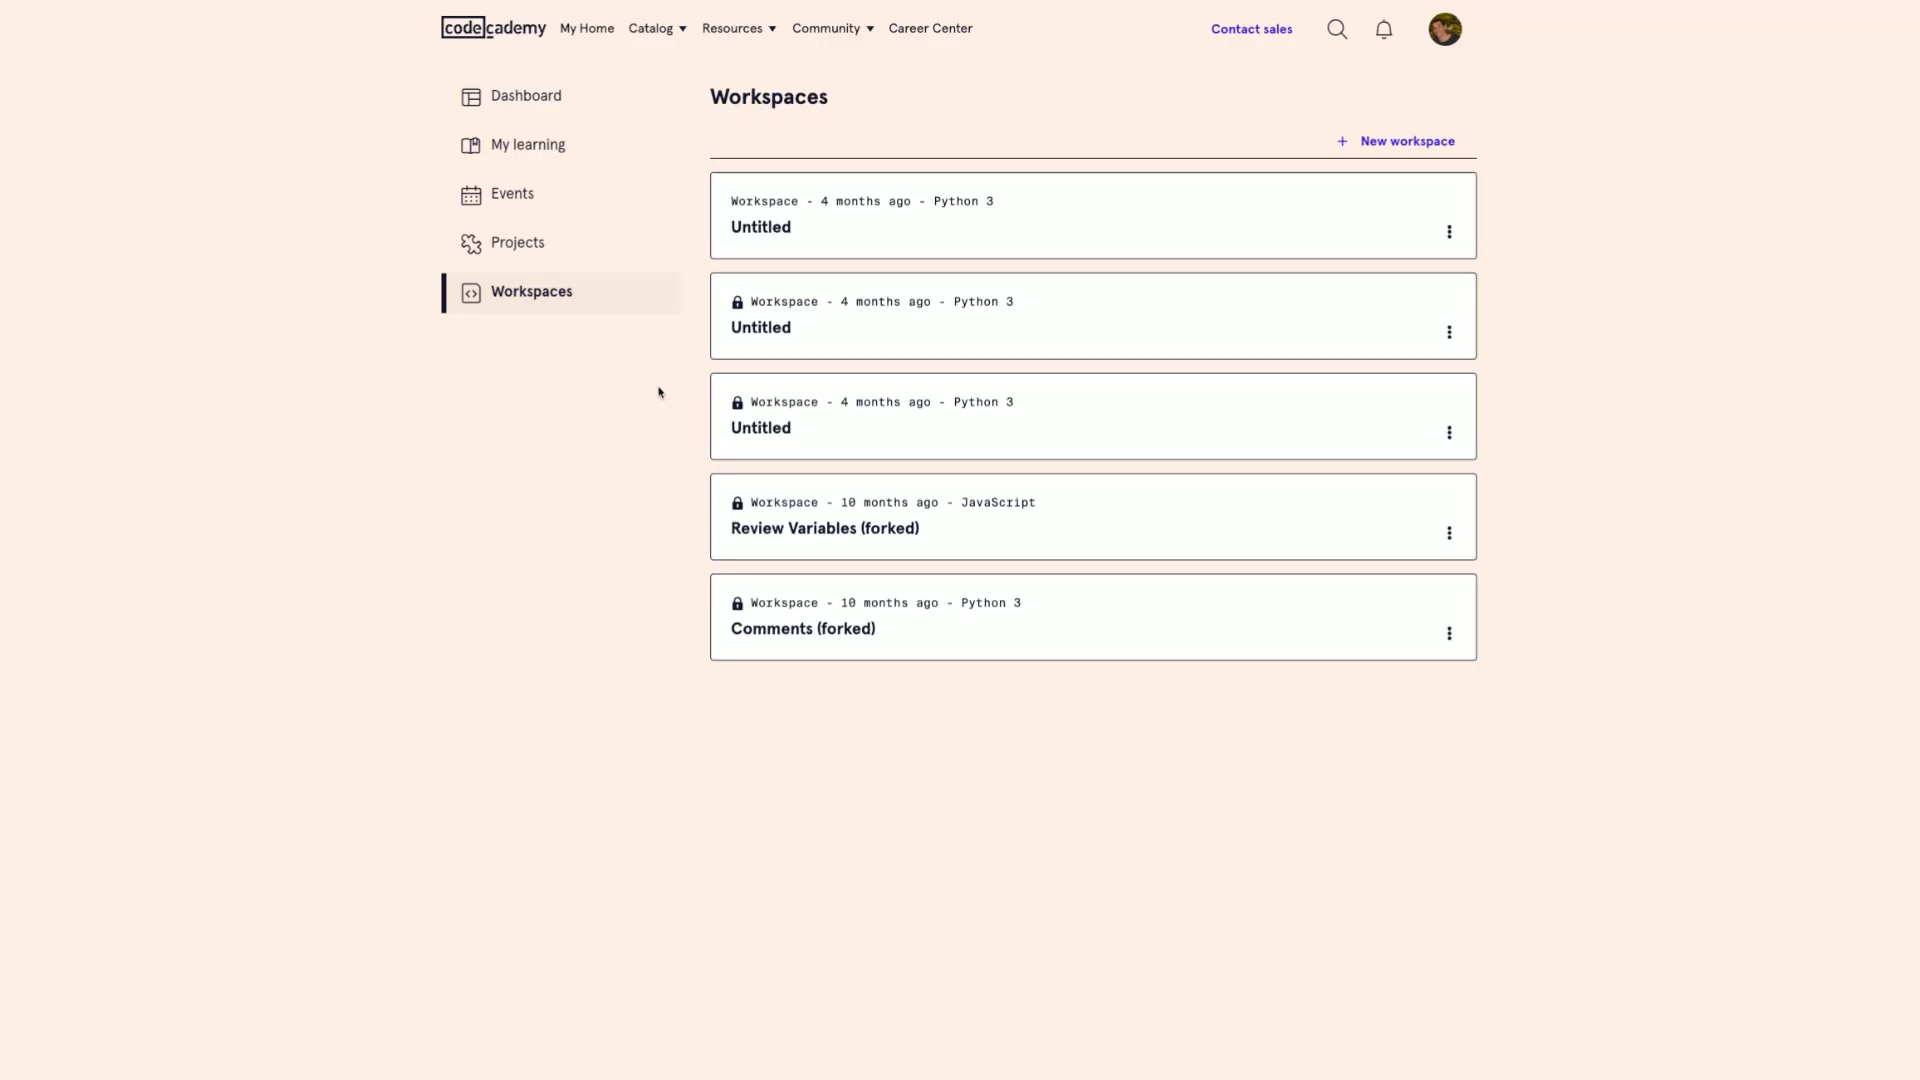 codecademy My Home Catalog Resources Community Career Center Contact sales
Dashboard
My learning
Events
Projects
Workspaces
Workspaces
+ New workspace
Workspace - 4 months ago - Python 3
Untitled
Workspace - 4 months ago - Python 3
Untitled
Workspace - 4 months ago - Python 3
Untitled
Workspace - 10 months ago - JavaScript
Review Variables (forked)
Workspace - 10 months ago - Python 3
Comments (forked)